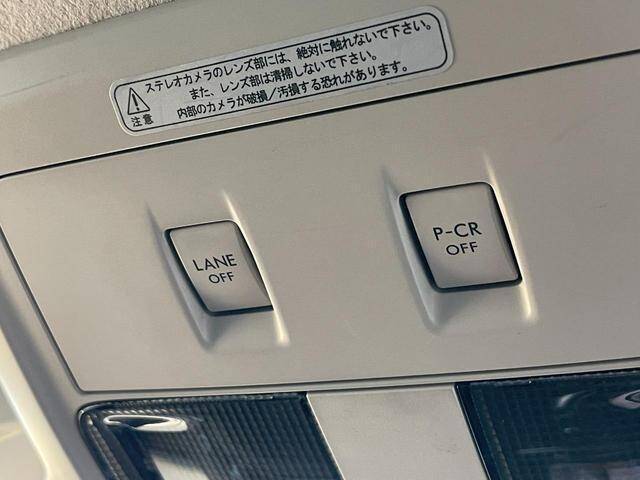 ステレオカメラのレンズ部には、絶対に触れないで下さい。
また、レンズ部は清掃しないで下さい。
内部のカメラが破損／汚損する恐れがあります。
注意
LANE
OFF
P-CR
OFF